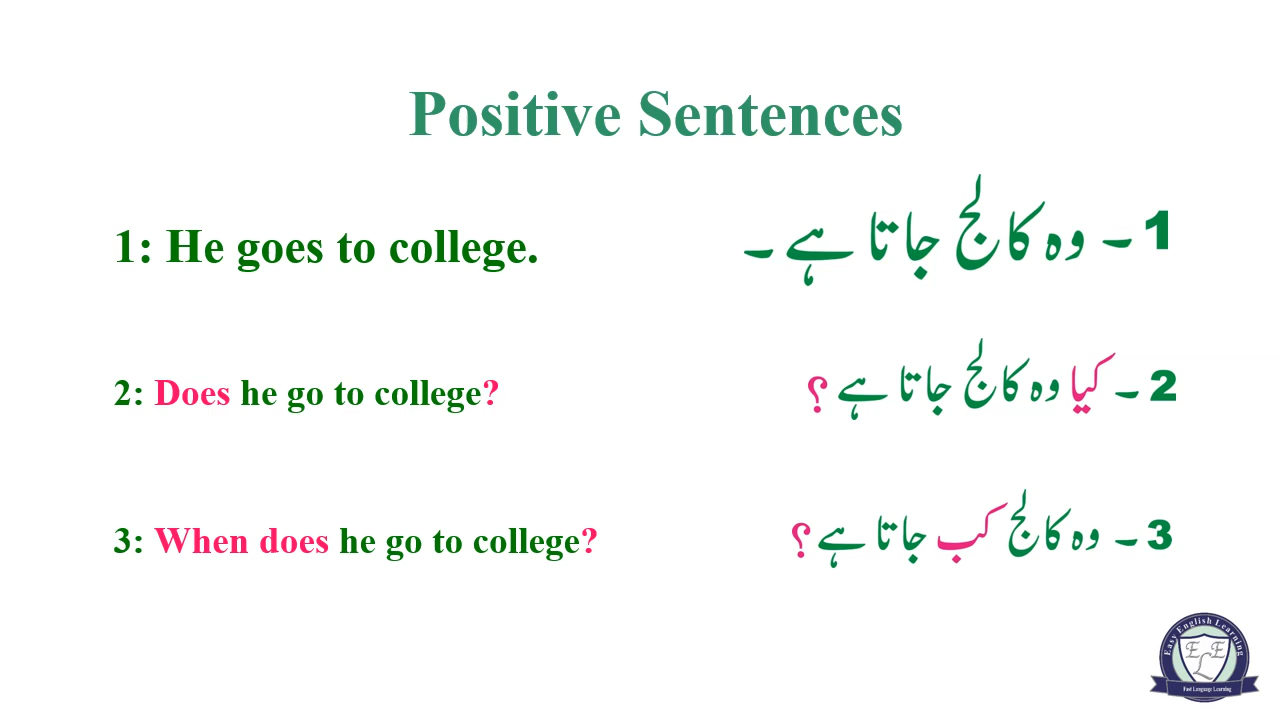 Positive Sentences
1: He goes to college.
1 ۔ وہ کالج جاتا ہے ۔
2: Does he go to college?
2 ۔ کیا وہ کالج جاتا ہے ؟
3: When does he go to college?
3 ۔ وہ کالج کب جاتا ہے ؟
Easy English Learning
ELE
Fast Language Learning